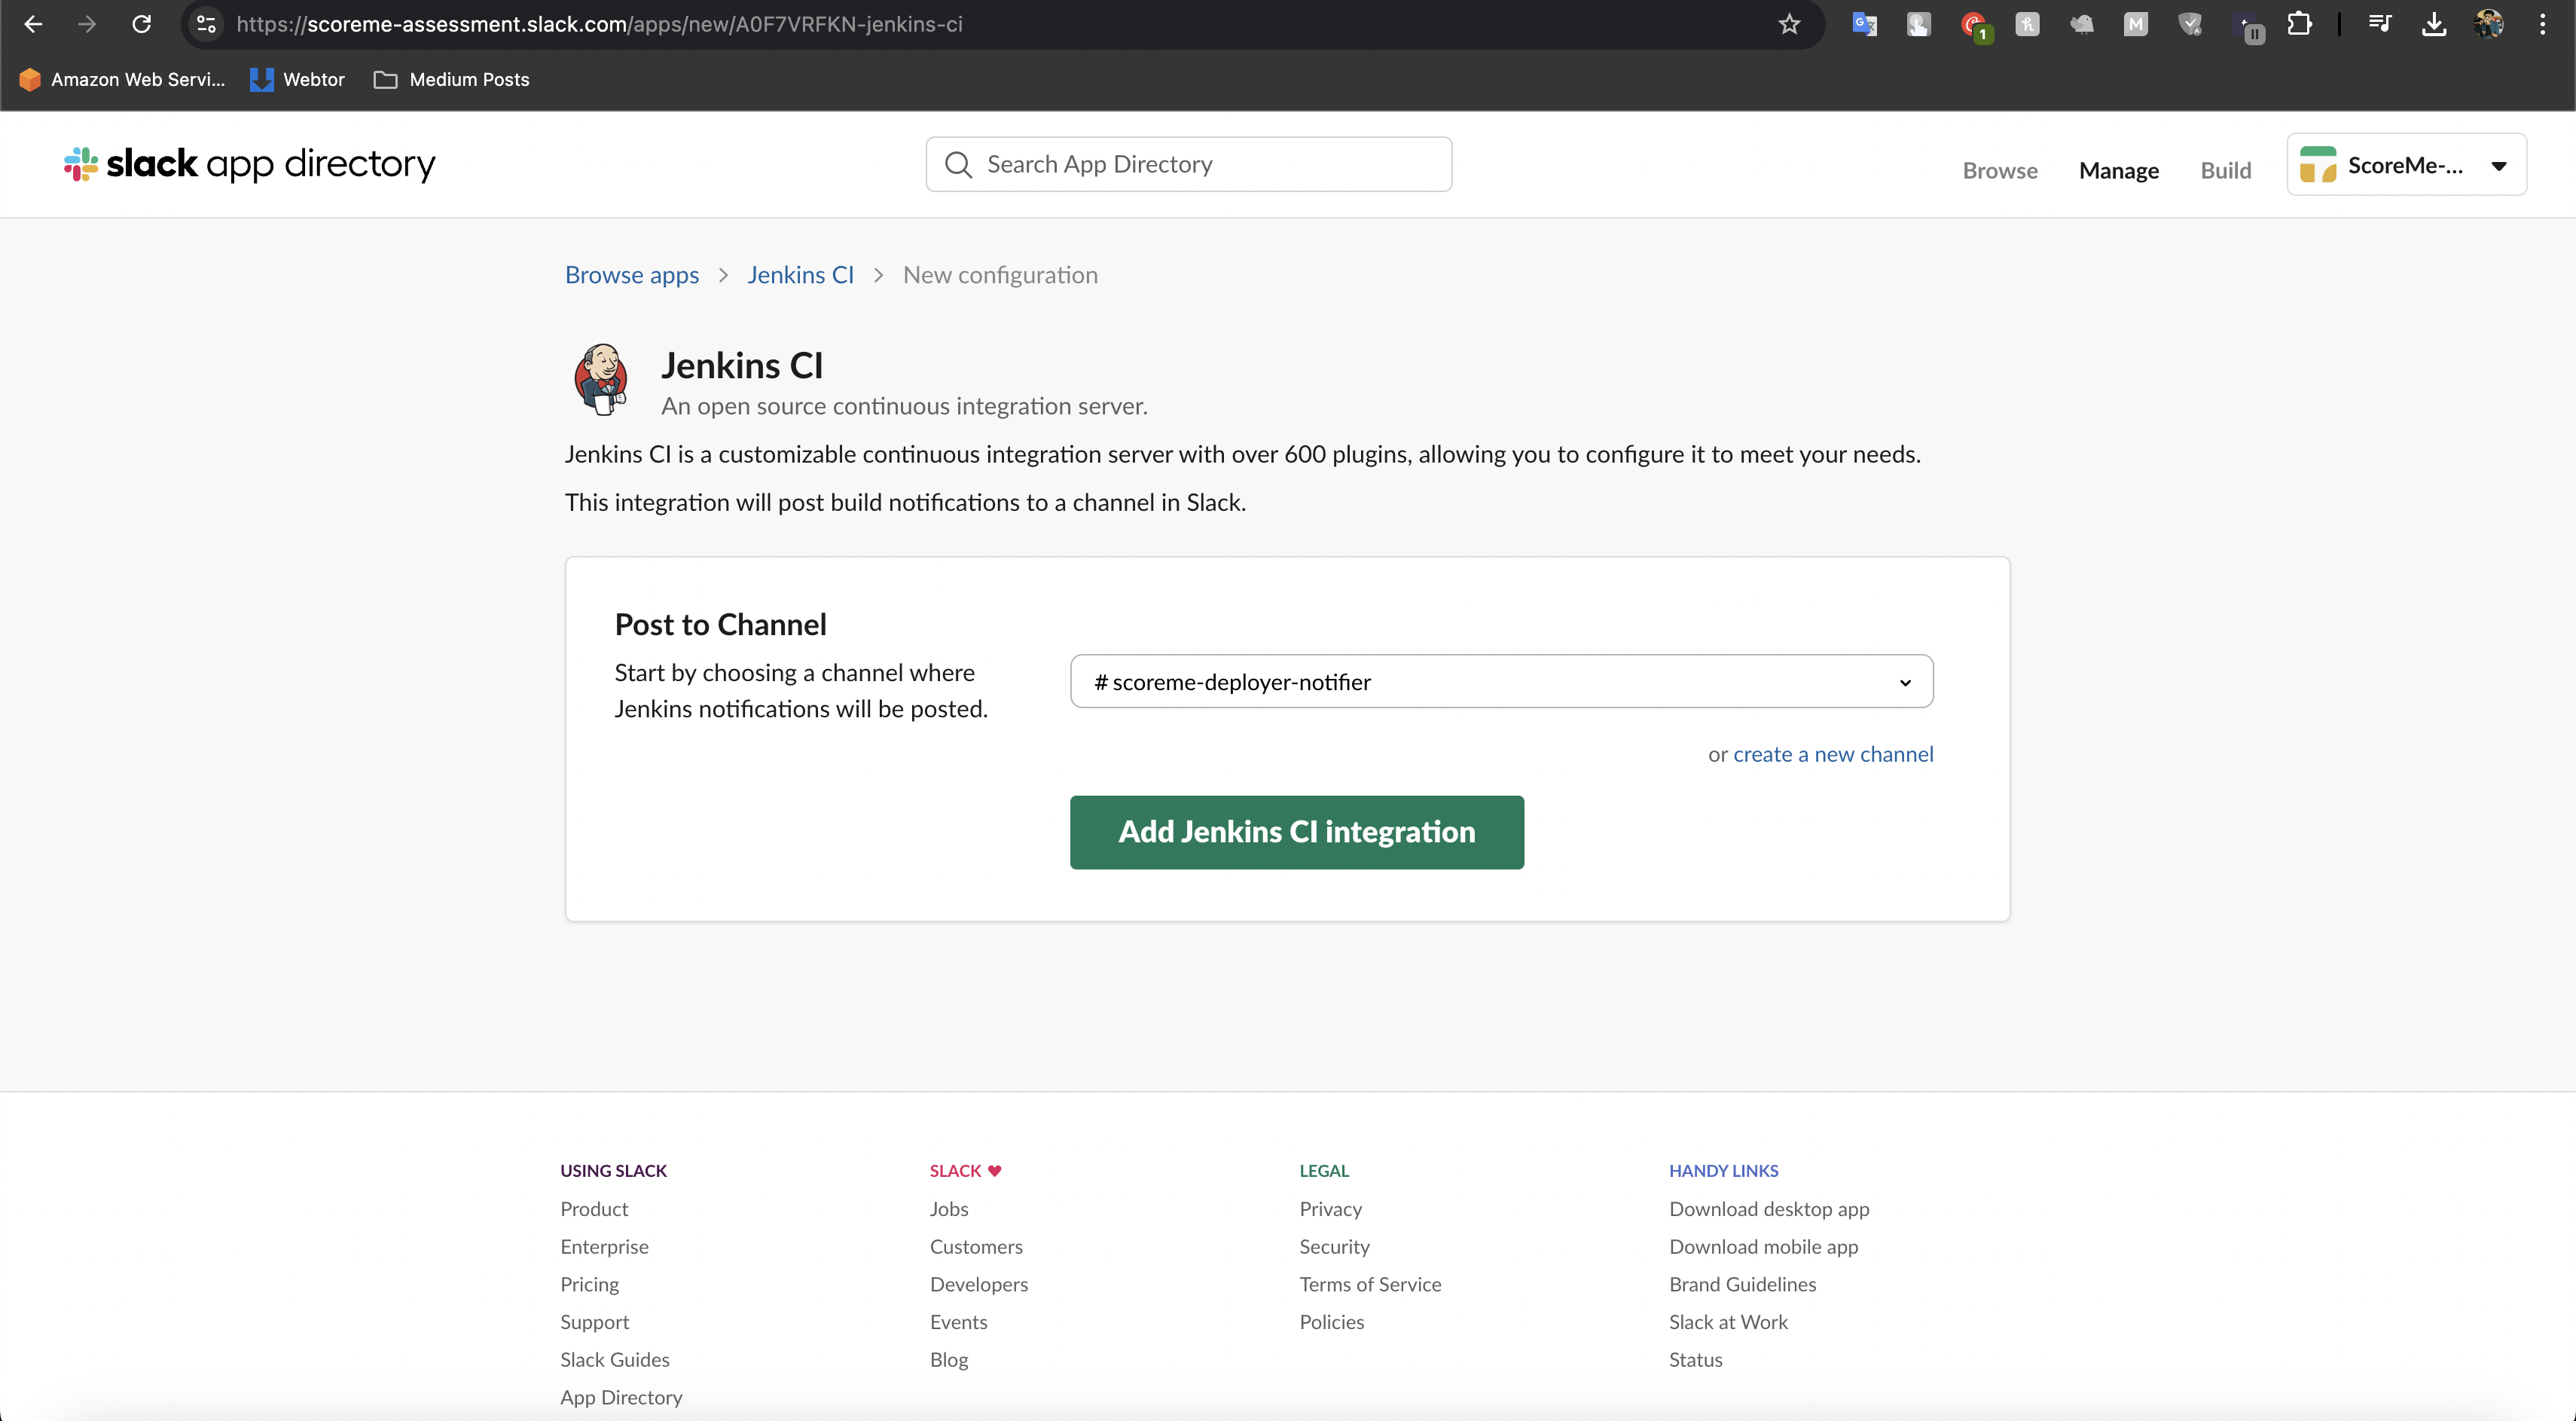 https://scoreme-assessment.slack.com/apps/new/A0F7VRFKN-jenkins-ci
1
M
Amazon Web Servi...
Webtor
Medium Posts
slack app directory
Search App Directory
Browse
Manage
Build
ScoreMe-...
Browse apps > Jenkins CI > New configuration
Jenkins CI
An open source continuous integration server.
Jenkins CI is a customizable continuous integration server with over 600 plugins, allowing you to configure it to meet your needs.
This integration will post build notifications to a channel in Slack.
Post to Channel
Start by choosing a channel where
Jenkins notifications will be posted.
# scoreme-deployer-notifier
or create a new channel
Add Jenkins CI integration
USING SLACK
Product
Enterprise
Pricing
Support
Slack Guides
App Directory
SLACK ♥
Jobs
Customers
Developers
Events
Blog
LEGAL
Privacy
Security
Terms of Service
Policies
HANDY LINKS
Download desktop app
Download mobile app
Brand Guidelines
Slack at Work
Status